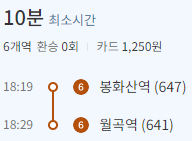 10분 최소시간
6개역 환승 0회 카드 1,250원
18:19 6 봉화산역 (647)
18:29 6 월곡역 (641)